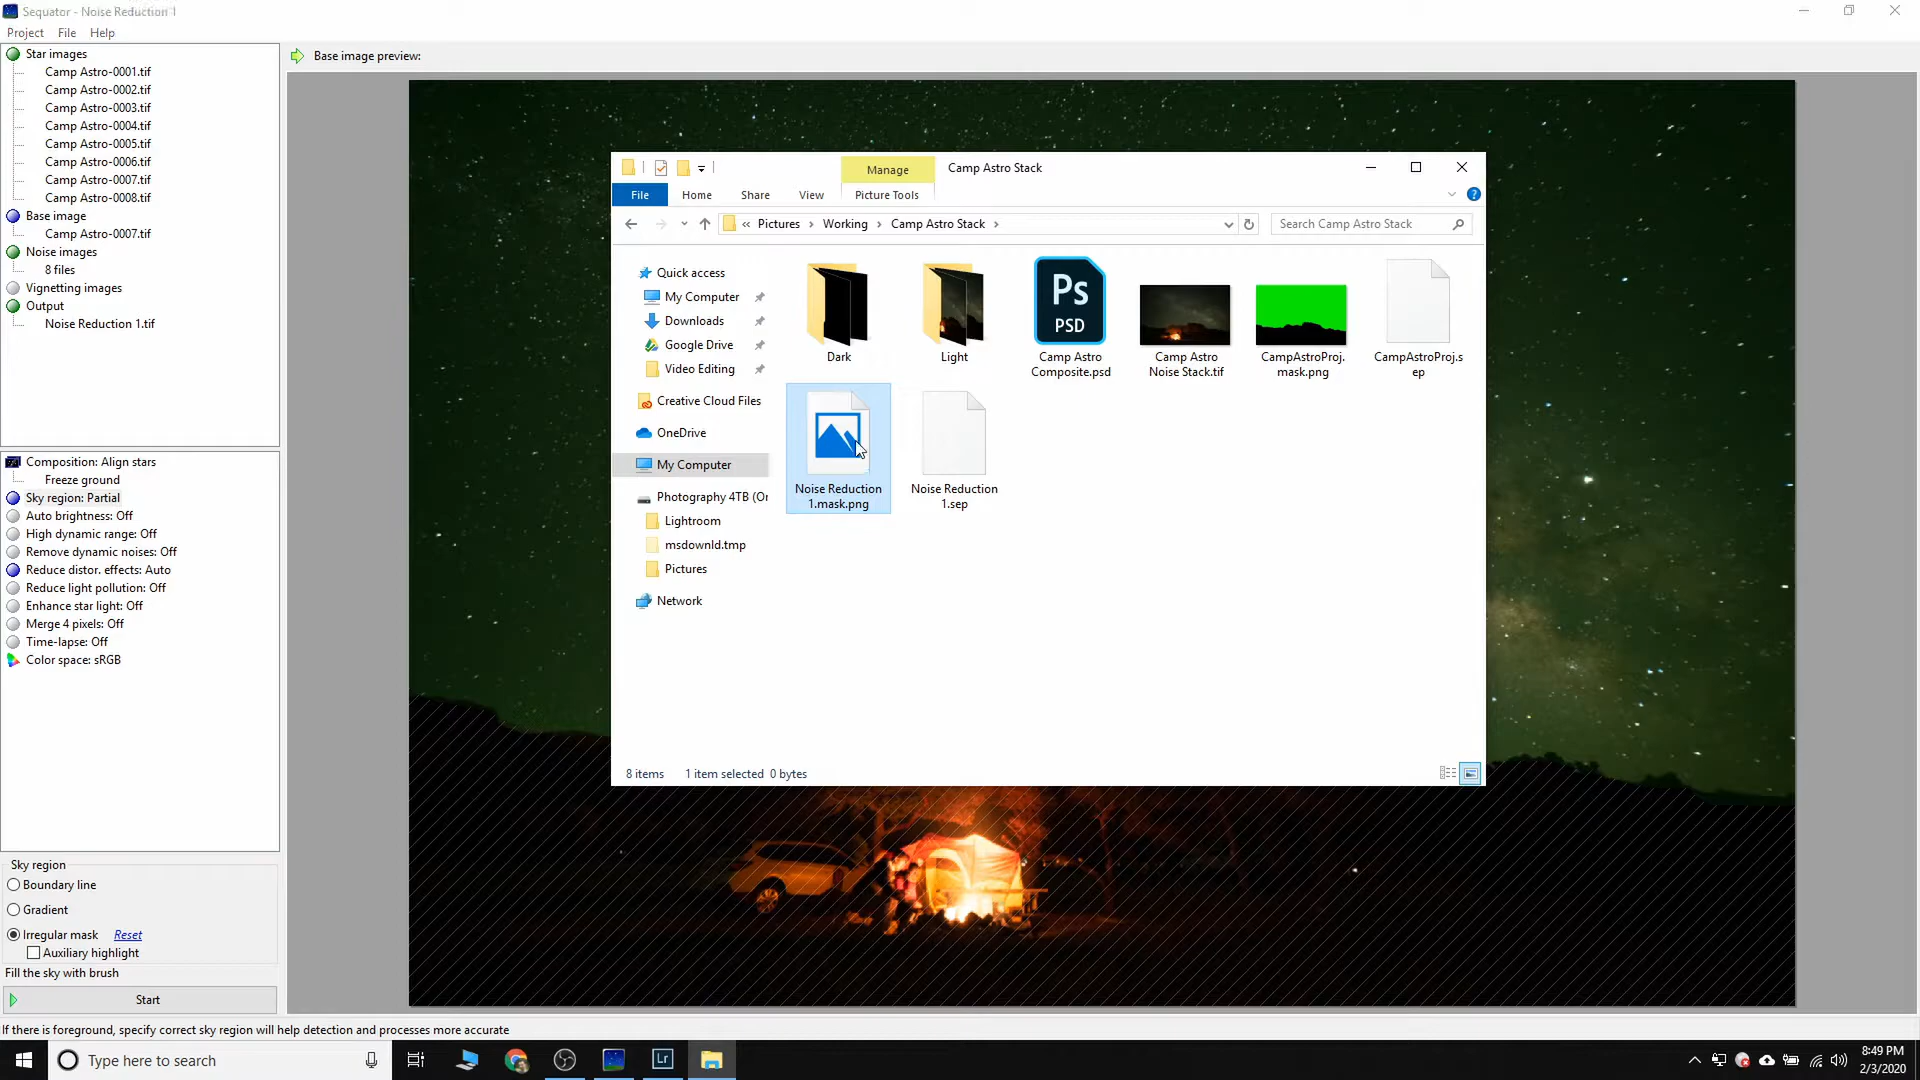 Sequator - Noise Reduction 1
Project File Help
Star images
Camp Astro-0001.tif
Camp Astro-0002.tif
Camp Astro-0003.tif
Camp Astro-0004.tif
Camp Astro-0005.tif
Camp Astro-0006.tif
Camp Astro-0007.tif
Camp Astro-0008.tif
Base image
Camp Astro-0007.tif
Noise images
8 files
Vignetting images
Output
Noise Reduction 1.tif
Composition: Align stars
Freeze ground
Sky region: Partial
Auto brightness: Off
High dynamic range: Off
Remove dynamic noises: Off
Reduce distor. effects: Auto
Reduce light pollution: Off
Enhance star light: Off
Merge 4 pixels: Off
Time-lapse: Off
Color space: sRGB
Sky region
Boundary line
Gradient
Irregular mask Reset
Auxiliary highlight
Fill the sky with brush
Start
If there is foreground, specify correct sky region will help detection and processes more accurate
Base image preview:
Manage Camp Astro Stack
File Home Share View Picture Tools
« Pictures › Working › Camp Astro Stack ›
Search Camp Astro Stack
Quick access
My Computer
Downloads
Google Drive
Video Editing
Creative Cloud Files
OneDrive
My Computer
Photography 4TB (Or
Lightroom
msdownld.tmp
Pictures
Network
Ps
PSD
Dark
Light
Camp Astro
Composite.psd
Camp Astro
Noise Stack.tif
CampAstroProj.
mask.png
CampAstroProj.s
ep
Noise Reduction
1.mask.png
Noise Reduction
1.sep
8 items 1 item selected 0 bytes
Type here to search
Lr
8:49 PM
2/3/2020